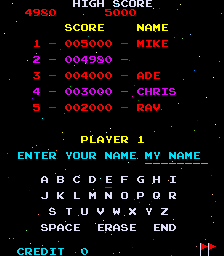 HIGH SCORE
4980 5000
SCORE NAME
1 - 005000 - MIKE
2 - 004980 -
3 - 004000 - ADE
4 - 003000 - CHRIS
5 - 002000 - RAV
PLAYER 1
ENTER YOUR NAME MY NAME
A B C D E F G H I
J K L M N O P Q R
S T U V W X Y Z
SPACE ERASE END
CREDIT 0